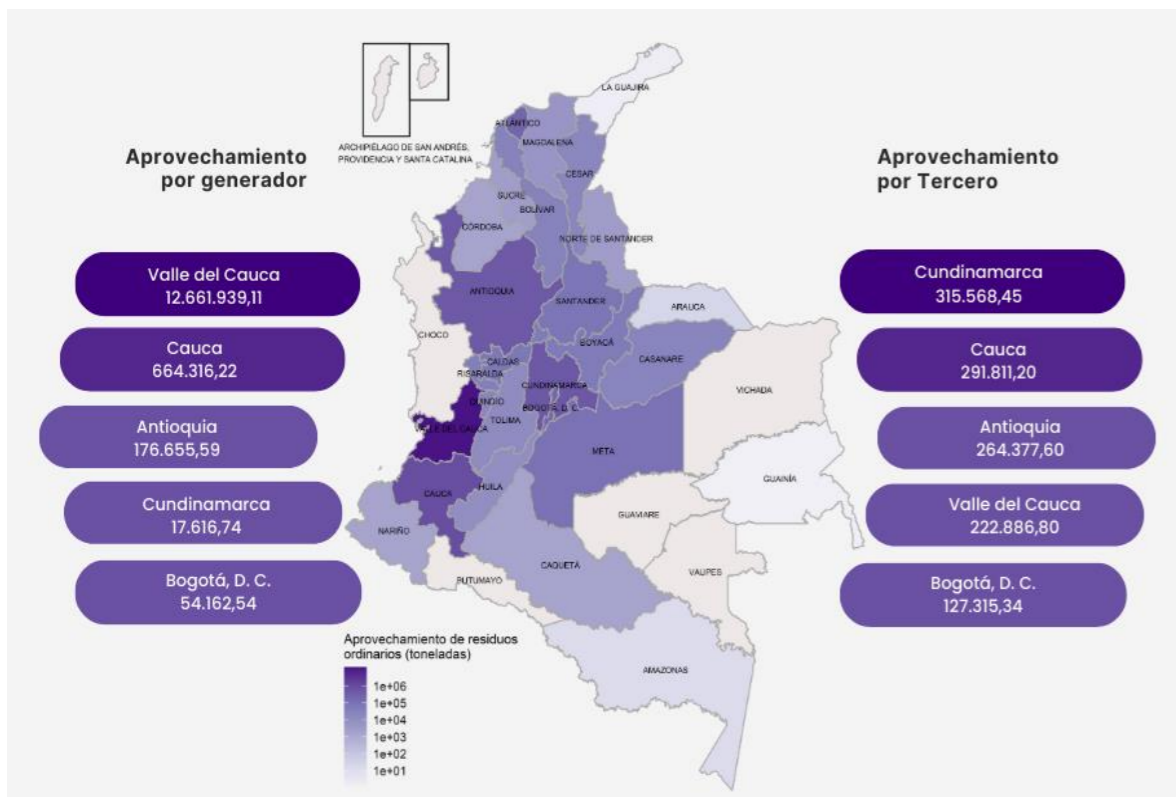 ARCHIPIÉLAGO DE SAN ANDRÉS,
PROVIDENCIA Y SANTA CATALINA
Aprovechamiento
por generador
Valle del Cauca
12.661.939,11
Cauca
664.316,22
Antioquia
176.655,59
Cundinamarca
17.616,74
Bogotá, D. C.
54.162,54
LA GUAJIRA
ATLÁNTICO
MAGDALENA
CESAR
SUCRE
BOLÍVAR
CÓRDOBA
NORTE DE SANTANDER
ANTIOQUIA
SANTANDER
ARAUCA
CHOCO
BOYACÁ
CASANARE
CALDAS
RISARALDA
CUNDINAMARCA
VICHADA
QUINDIO
BOGOTÁ, D. C.
TOLIMA
VALLE DEL CAUCA
META
GUAINÍA
CAUCA
HUILA
GUAVIARE
NARIÑO
CAQUETÁ
VAUPES
PUTUMAYO
AMAZONAS
Aprovechamiento de residuos
ordinarios (toneladas)
1e+06
1e+05
1e+04
1e+03
1e+02
1e+01
Aprovechamiento
por Tercero
Cundinamarca
315.568,45
Cauca
291.811,20
Antioquia
264.377,60
Valle del Cauca
222.886,80
Bogotá, D. C.
127.315,34